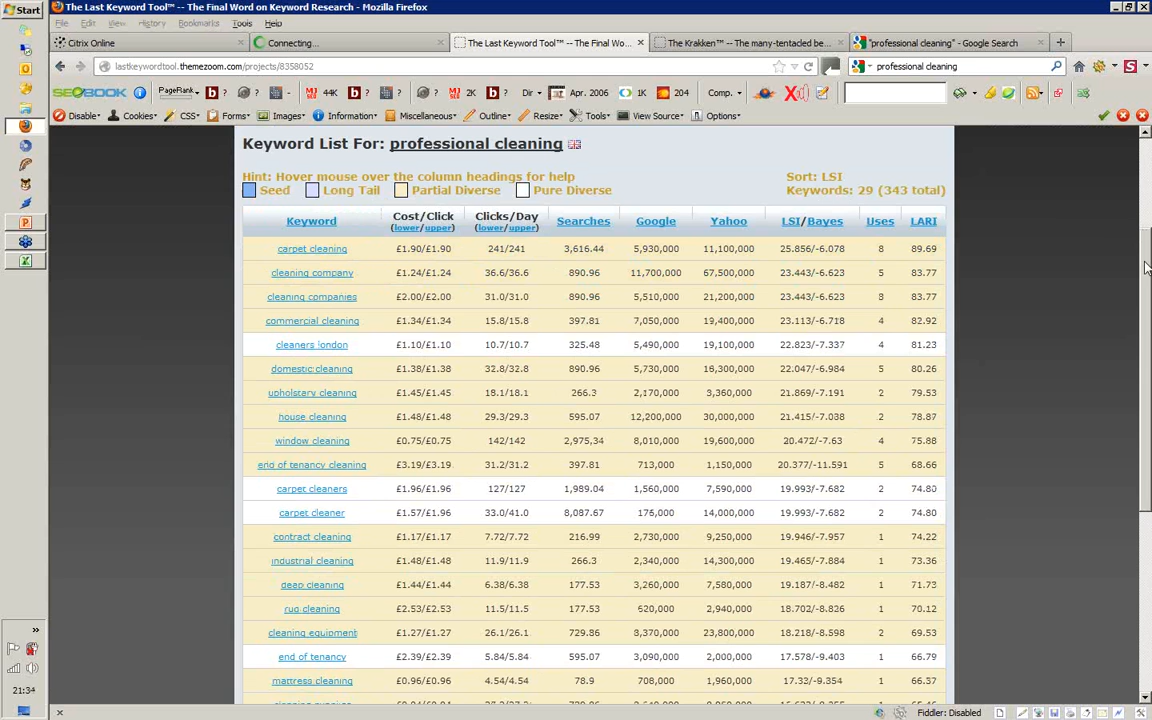 Start
The Last Keyword Tool™ -- The Final Word on Keyword Research - Mozilla Firefox
File Edit View History Bookmarks Tools Help
Citrix Online
Connecting...
The Last Keyword Tool™ -- The Final Wo...
The Krakken™ -- The many-tentacled be...
"professional cleaning" - Google Search
lastkeywordtool.themezoom.com/projects/8358052
professional cleaning
SEOBOOK PageRank ? ? 44K ? ? 2K ? Dir Apr. 2006 1K 204 Comp.
Disable Cookies CSS Forms Images Information Miscellaneous Outline Resize Tools View Source Options
Keyword List For: professional cleaning
Hint: Hover mouse over the column headings for help Sort: LSI
Seed Long Tail Partial Diverse Pure Diverse Keywords: 29 (343 total)
Keyword Cost/Click (lower/upper) Clicks/Day (lower/upper) Searches Google Yahoo LSI/Bayes Uses LARI
carpet cleaning £1.90/£1.90 241/241 3,616.44 5,930,000 11,100,000 25.856/-6.078 8 89.69
cleaning company £1.24/£1.24 36.6/36.6 890.96 11,700,000 67,500,000 23.443/-6.623 5 83.77
cleaning companies £2.00/£2.00 31.0/31.0 890.96 5,510,000 21,200,000 23.443/-6.623 8 83.77
commercial cleaning £1.34/£1.34 15.8/15.8 397.81 7,050,000 19,400,000 23.113/-6.718 4 82.92
cleaners london £1.10/£1.10 10.7/10.7 325.48 5,490,000 19,100,000 22.823/-7.337 4 81.23
domestic cleaning £1.38/£1.38 32.8/32.8 890.96 5,730,000 16,300,000 22.047/-6.984 5 80.26
upholstery cleaning £1.45/£1.45 18.1/18.1 266.3 2,170,000 3,360,000 21.869/-7.191 2 79.53
house cleaning £1.48/£1.48 29.3/29.3 595.07 12,200,000 30,000,000 21.415/-7.038 2 78.87
window cleaning £0.75/£0.75 142/142 2,975.34 8,010,000 19,600,000 20.472/-7.63 4 75.88
end of tenancy cleaning £3.19/£3.19 31.2/31.2 397.81 713,000 1,150,000 20.377/-11.591 5 68.66
carpet cleaners £1.96/£1.96 127/127 1,989.04 1,560,000 7,590,000 19.993/-7.682 2 74.80
carpet cleaner £1.57/£1.96 33.0/41.0 8,087.67 176,000 14,000,000 19.993/-7.682 2 74.80
contract cleaning £1.17/£1.17 7.72/7.72 216.99 2,730,000 9,250,000 19.946/-7.957 1 74.22
industrial cleaning £1.48/£1.48 11.9/11.9 266.3 2,340,000 14,300,000 19.465/-7.884 1 73.36
deep cleaning £1.44/£1.44 6.38/6.38 177.53 3,260,000 7,580,000 19.187/-8.482 1 71.73
rug cleaning £2.53/£2.53 11.5/11.5 177.53 620,000 2,940,000 18.702/-8.826 1 70.12
cleaning equipment £1.27/£1.27 26.1/26.1 729.86 8,370,000 23,800,000 18.218/-8.598 2 69.53
end of tenancy £2.39/£2.39 5.84/5.84 595.07 3,090,000 2,000,000 17.578/-9.403 1 66.79
mattress cleaning £0.96/£0.96 4.54/4.54 78.9 708,000 1,960,000 17.32/-9.354 1 66.37
21:34
Fiddler: Disabled